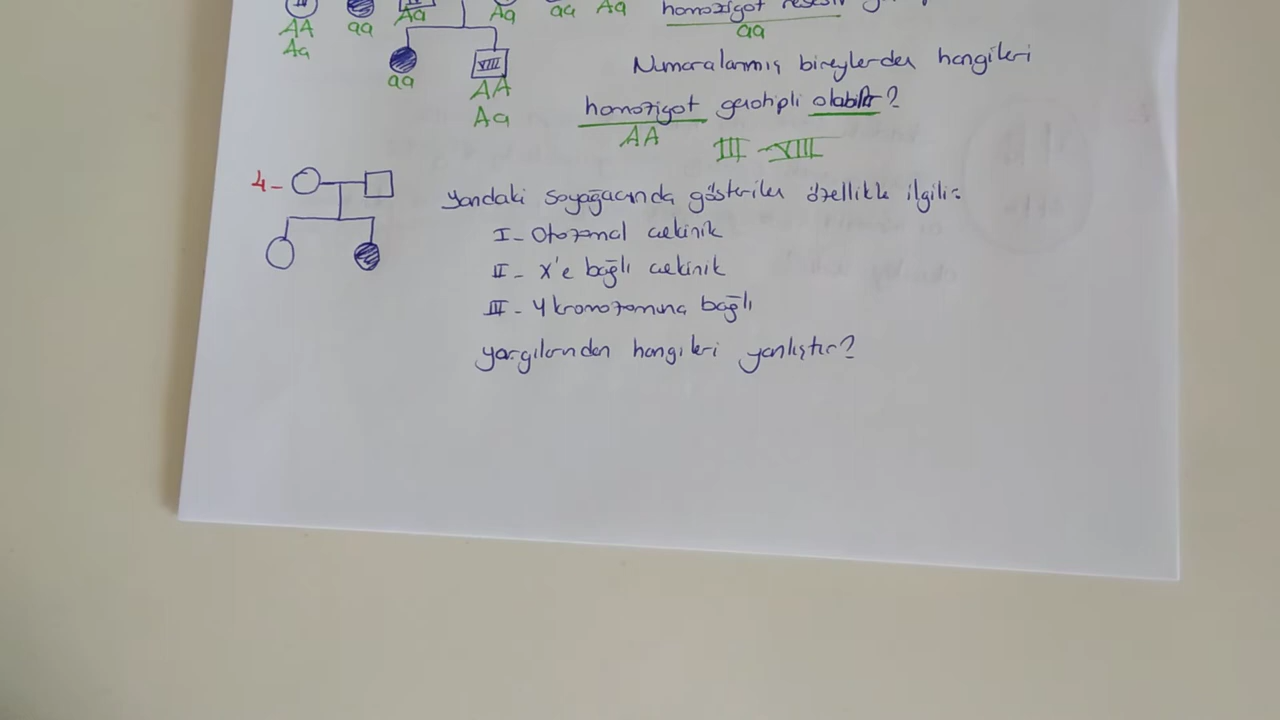 AA aa Aa Aa aa Aa homozigot resesif
Aa aa
Numaralanmış bireylerden hangileri
aa VIII
AA homozigot genotipli olabilir?
Aa AA III - VIII
4- Yandaki soyağacında gösterilen özellikle ilgili:
I - Otozomal çekinik
II - X'e bağlı çekinik
III - Y kromozomuna bağlı
yargılarından hangileri yanlıştır?